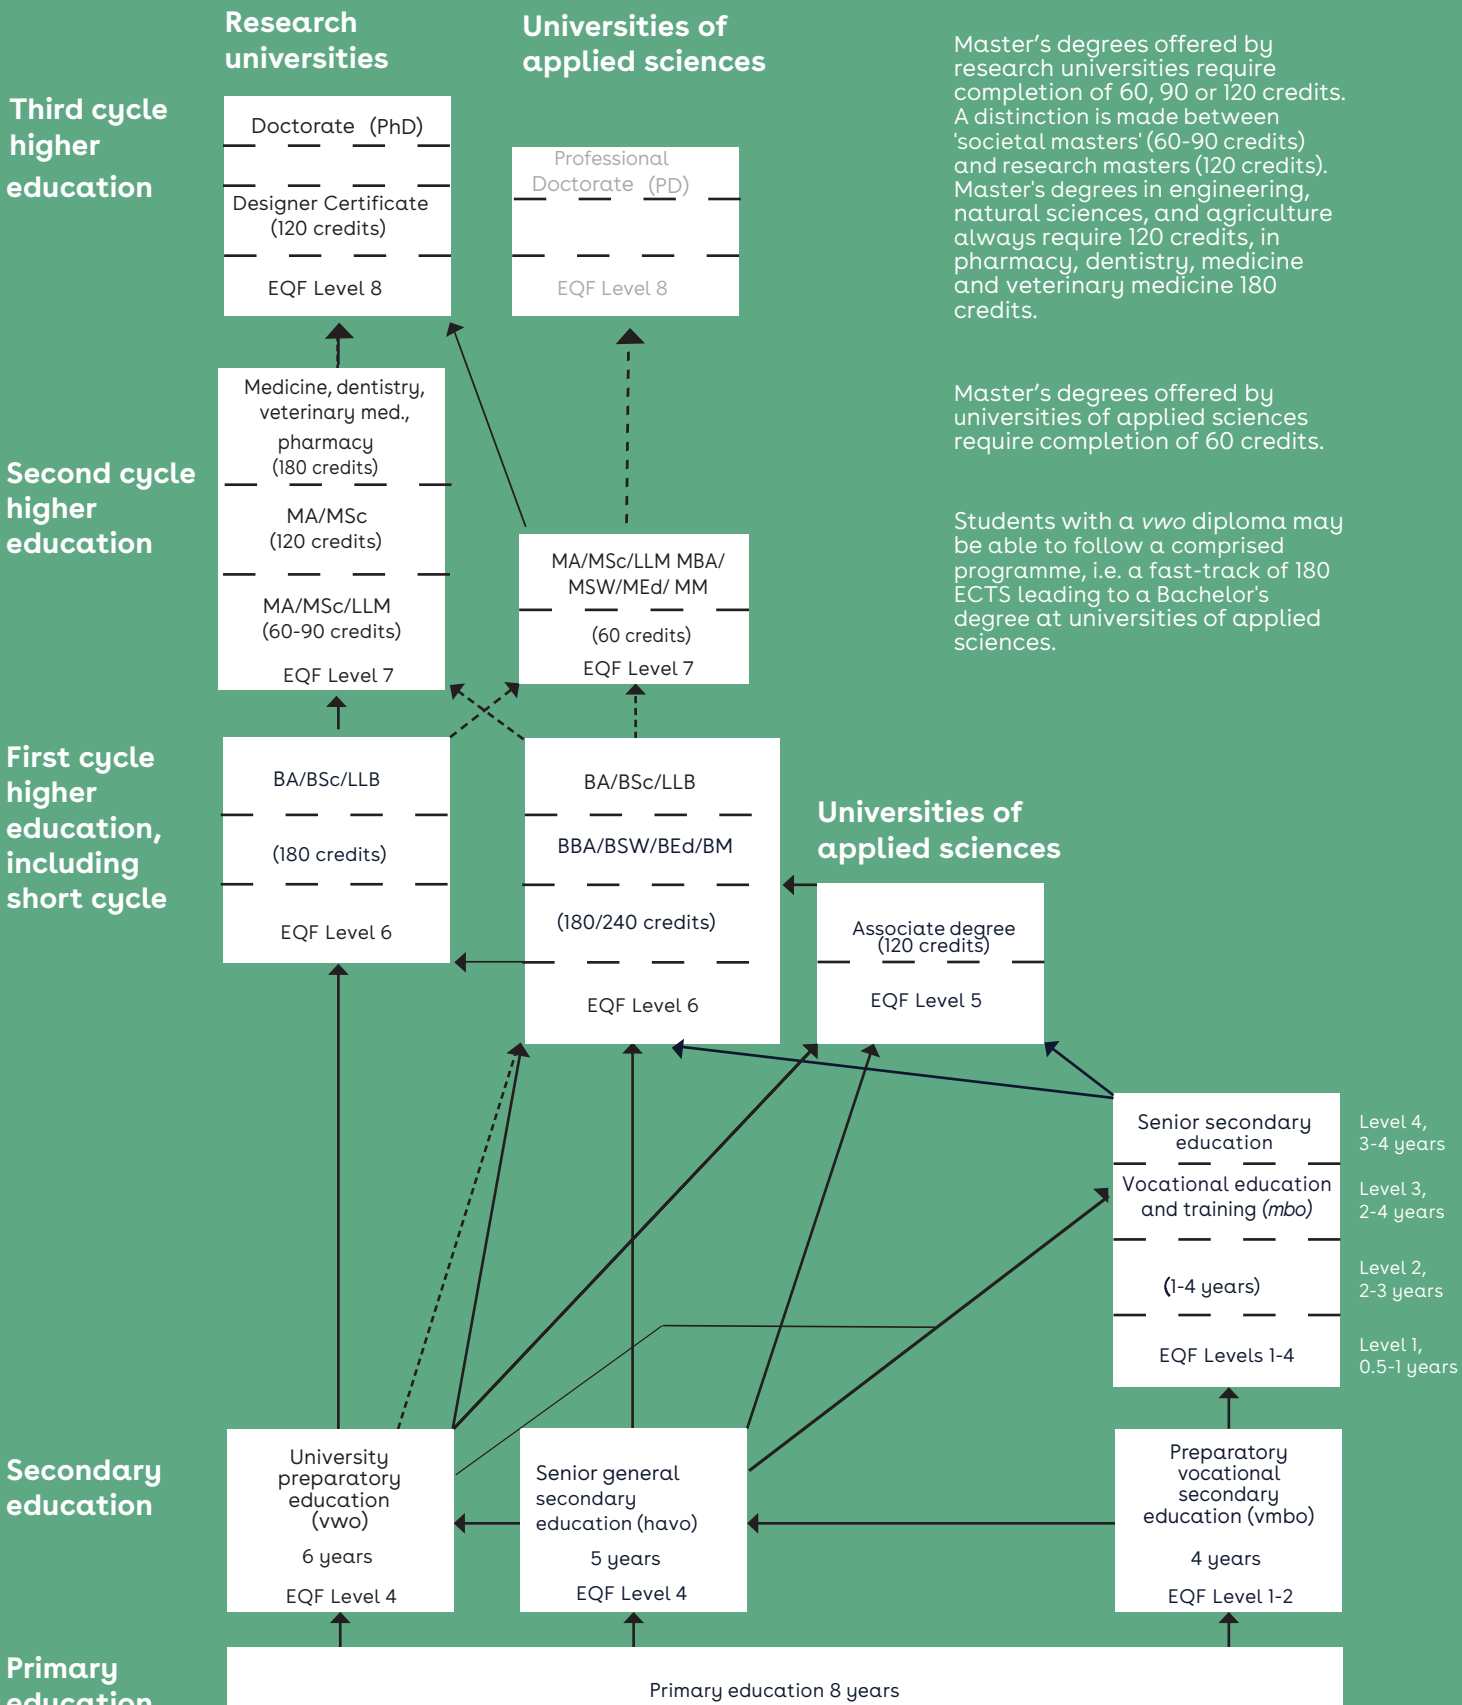 Research
universities
Universities of
applied sciences
Third cycle
higher
education
Doctorate (PhD)
Designer Certificate
(120 credits)
EQF Level 8
Professional
Doctorate (PD)
EQF Level 8
Master's degrees offered by
research universities require
completion of 60, 90 or 120 credits.
A distinction is made between
'societal masters' (60-90 credits)
and research masters (120 credits).
Master's degrees in engineering,
natural sciences, and agriculture
always require 120 credits, in
pharmacy, dentistry, medicine
and veterinary medicine 180
credits.
Second cycle
higher
education
Medicine, dentistry,
veterinary med.,
pharmacy
(180 credits)
MA/MSc
(120 credits)
MA/MSc/LLM
(60-90 credits)
EQF Level 7
MA/MSc/LLM MBA/
MSW/MEd/ MM
(60 credits)
EQF Level 7
Master's degrees offered by
universities of applied sciences
require completion of 60 credits.
Students with a vwo diploma may
be able to follow a comprised
programme, i.e. a fast-track of 180
ECTS leading to a Bachelor's
degree at universities of applied
sciences.
First cycle
higher
education,
including
short cycle
BA/BSc/LLB
(180 credits)
EQF Level 6
BA/BSc/LLB
BBA/BSW/BEd/BM
(180/240 credits)
EQF Level 6
Universities of
applied sciences
Associate degree
(120 credits)
EQF Level 5
Senior secondary
education
Vocational education
and training (mbo)
(1-4 years)
EQF Levels 1-4
Level 4,
3-4 years
Level 3,
2-4 years
Level 2,
2-3 years
Level 1,
0.5-1 years
Secondary
education
University
preparatory
education
(vwo)
6 years
EQF Level 4
Senior general
secondary
education (havo)
5 years
EQF Level 4
Preparatory
vocational
secondary
education (vmbo)
4 years
EQF Level 1-2
Primary
education
Primary education 8 years